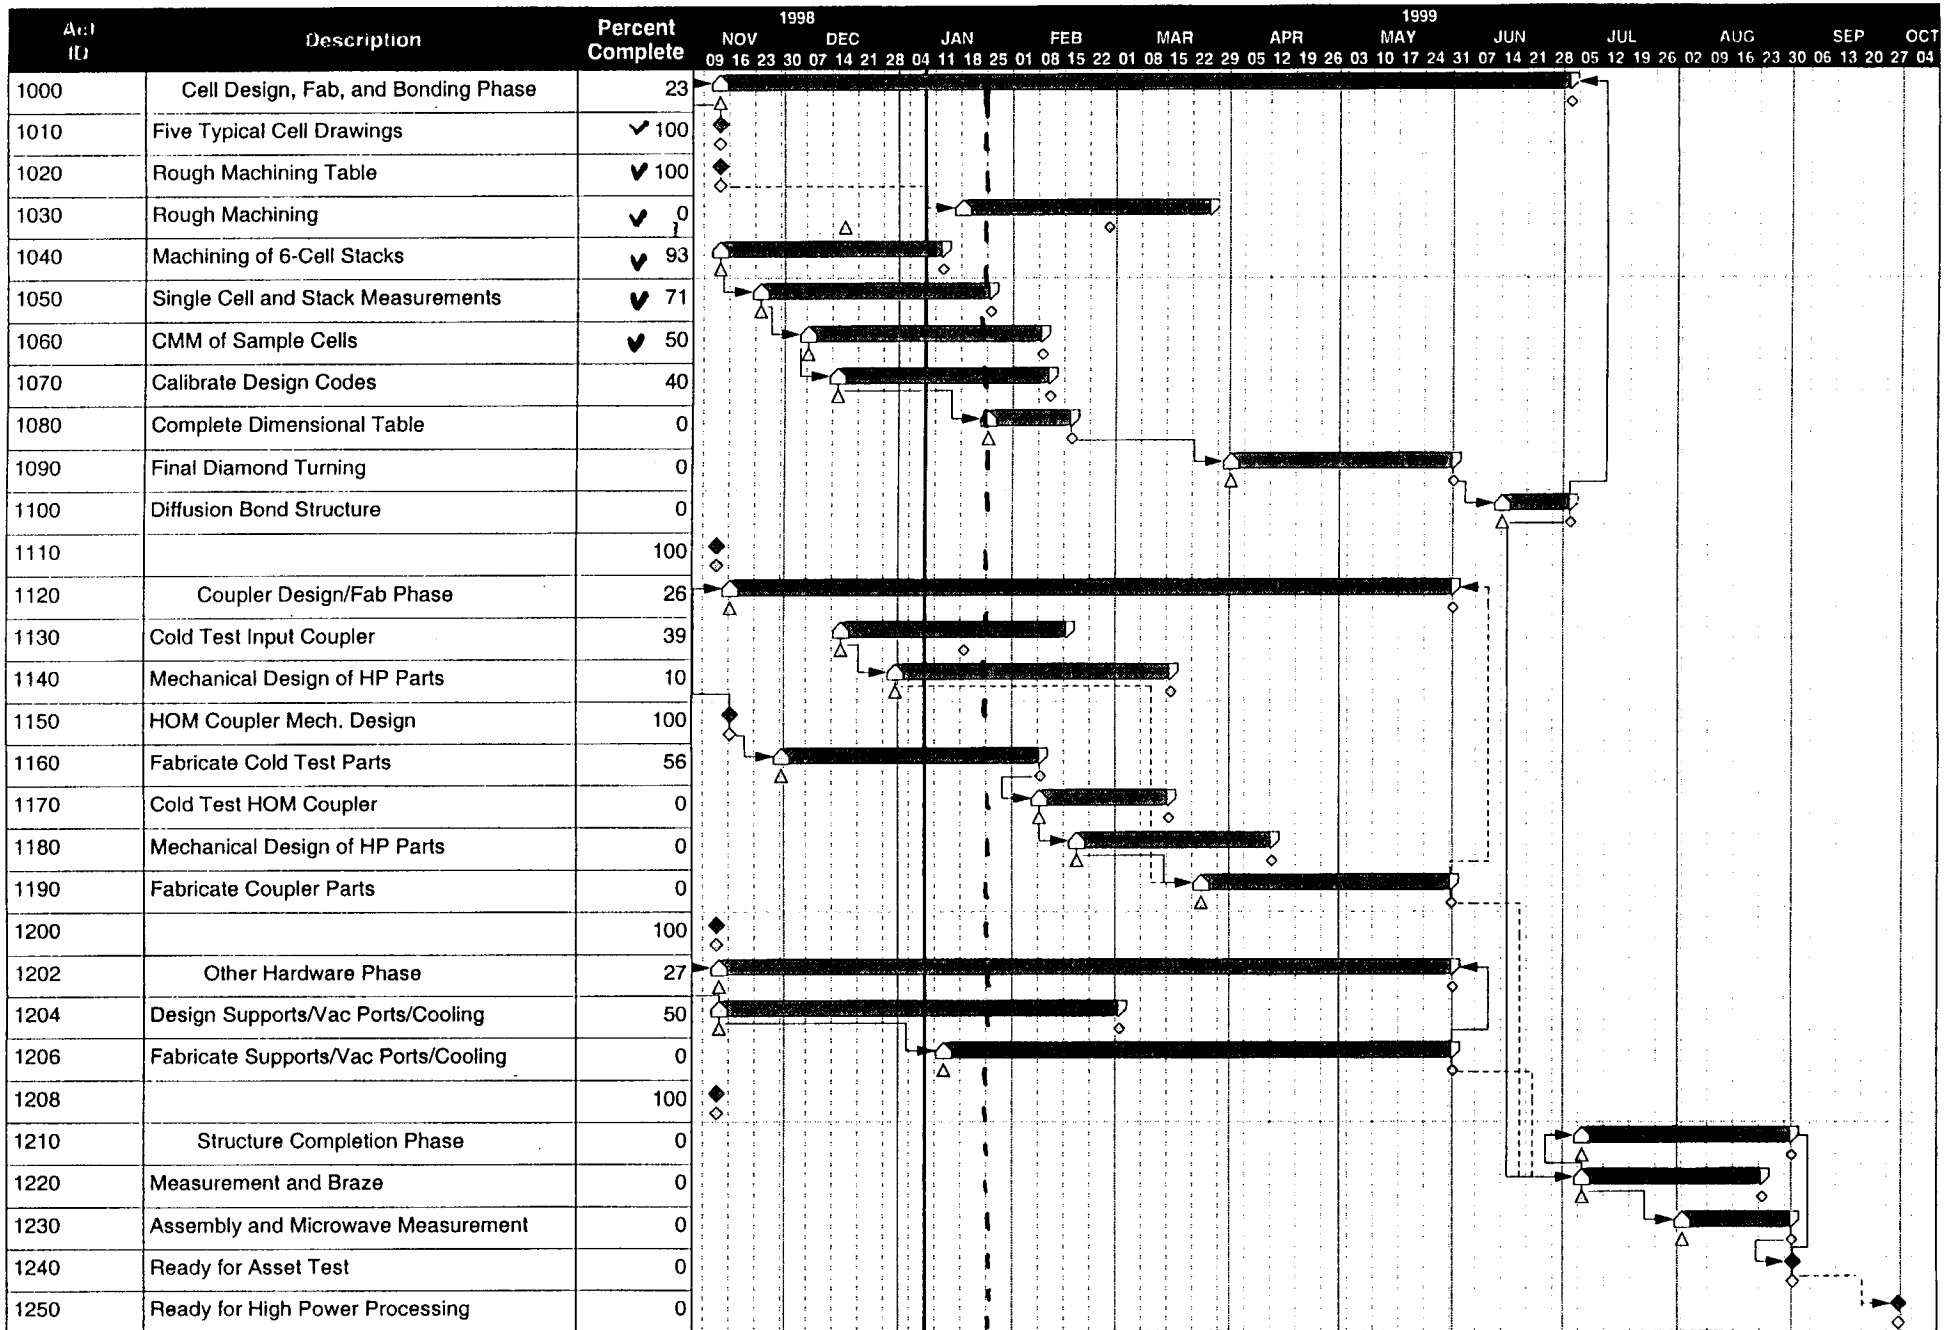 1998 1999
Act ID Description Percent Complete NOV DEC JAN FEB MAR APR MAY JUN JUL AUG SEP OCT
09 16 23 30 07 14 21 28 04 11 18 25 01 08 15 22 01 08 15 22 29 05 12 19 26 03 10 17 24 31 07 14 21 28 05 12 19 26 02 09 16 23 30 06 13 20 27 04
1000 Cell Design, Fab, and Bonding Phase 23
1010 Five Typical Cell Drawings ✓ 100
1020 Rough Machining Table ✓ 100
1030 Rough Machining ✓ 0
1040 Machining of 6-Cell Stacks ✓ 93
1050 Single Cell and Stack Measurements ✓ 71
1060 CMM of Sample Cells ✓ 50
1070 Calibrate Design Codes 40
1080 Complete Dimensional Table 0
1090 Final Diamond Turning 0
1100 Diffusion Bond Structure 0
1110 100
1120 Coupler Design/Fab Phase 26
1130 Cold Test Input Coupler 39
1140 Mechanical Design of HP Parts 10
1150 HOM Coupler Mech. Design 100
1160 Fabricate Cold Test Parts 56
1170 Cold Test HOM Coupler 0
1180 Mechanical Design of HP Parts 0
1190 Fabricate Coupler Parts 0
1200 100
1202 Other Hardware Phase 27
1204 Design Supports/Vac Ports/Cooling 50
1206 Fabricate Supports/Vac Ports/Cooling 0
1208 100
1210 Structure Completion Phase 0
1220 Measurement and Braze 0
1230 Assembly and Microwave Measurement 0
1240 Ready for Asset Test 0
1250 Ready for High Power Processing 0